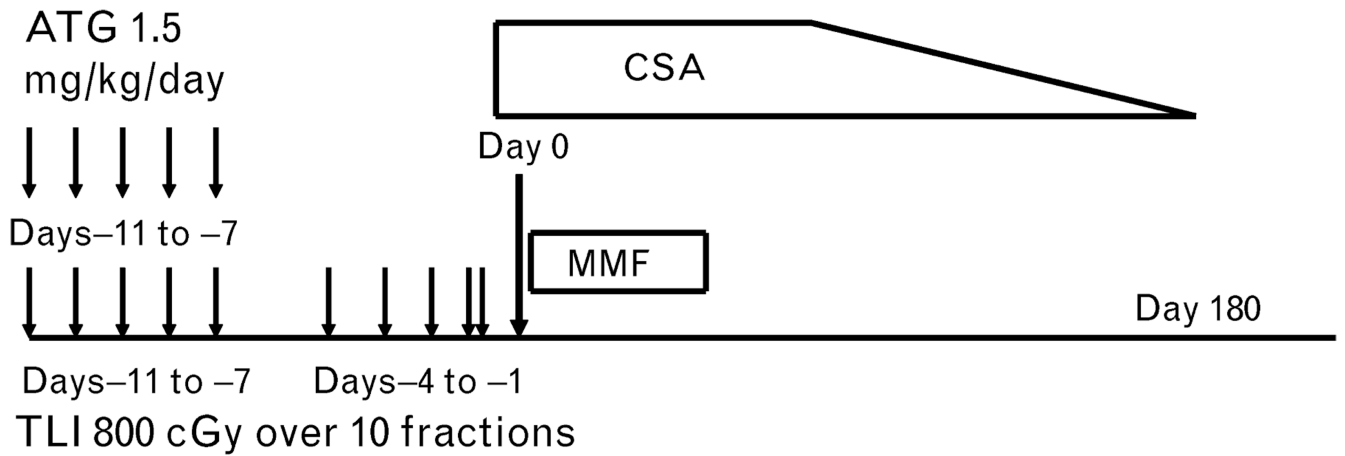 ATG 1.5
mg/kg/day
CSA
Day 0
Days–11 to –7
MMF
Day 180
Days–11 to –7
Days–4 to –1
TLI 800 cGy over 10 fractions